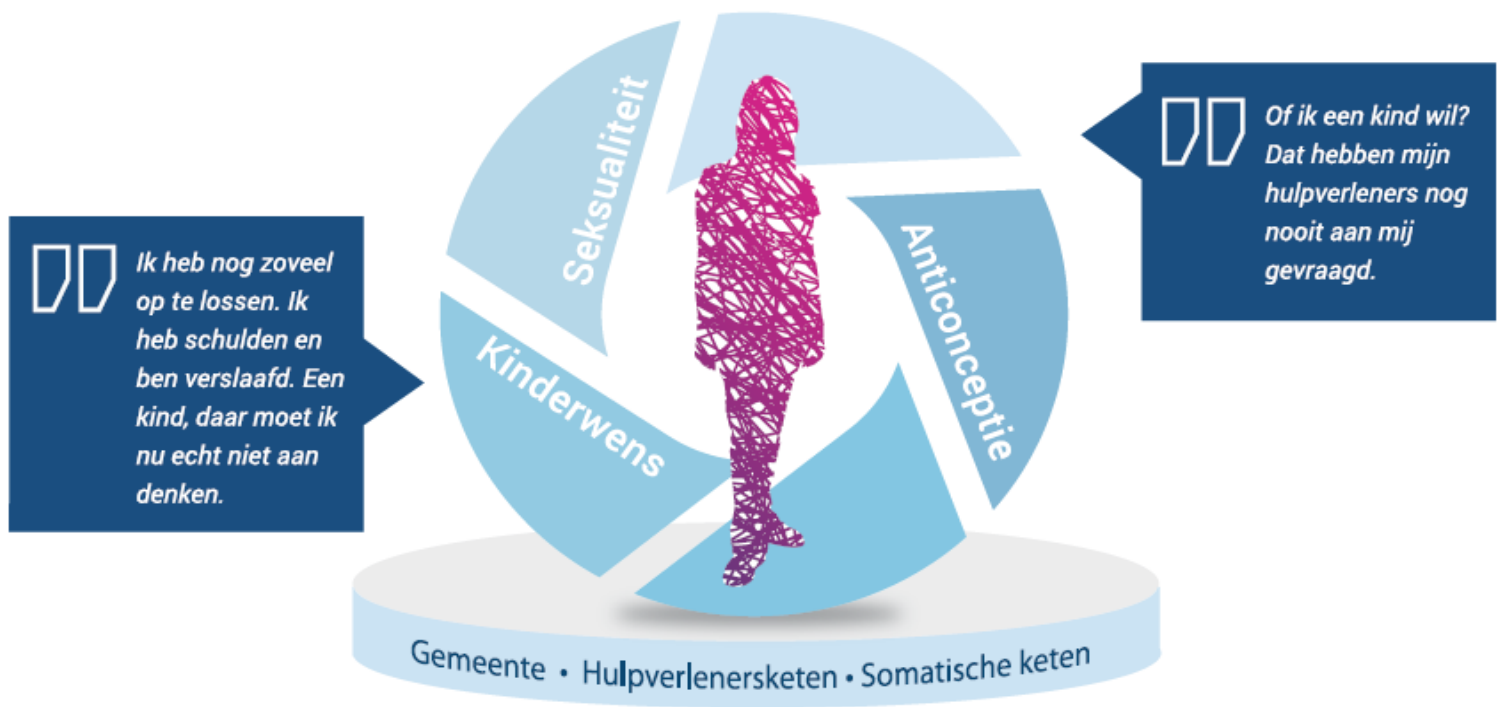 Seksualiteit
Of ik een kind wil?
Dat hebben mijn
hulpverleners nog
nooit aan mij
gevraagd.
Anticonceptie
Ik heb nog zoveel
op te lossen. Ik
heb schulden en
ben verslaafd. Een
kind, daar moet ik
nu echt niet aan
denken.
Kinderwens
Gemeente • Hulpverlenersketen • Somatische keten